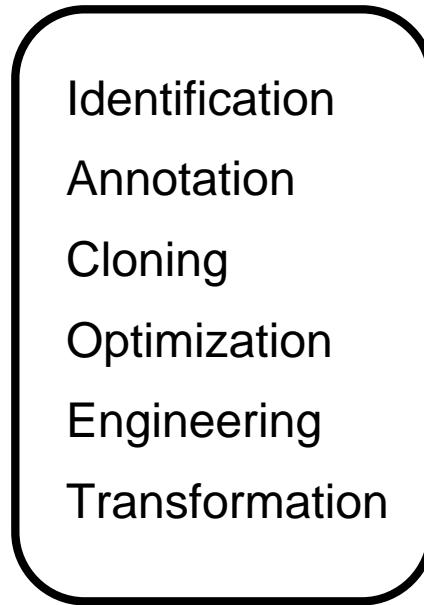 Identification
Annotation
Cloning
Optimization
Engineering
Transformation